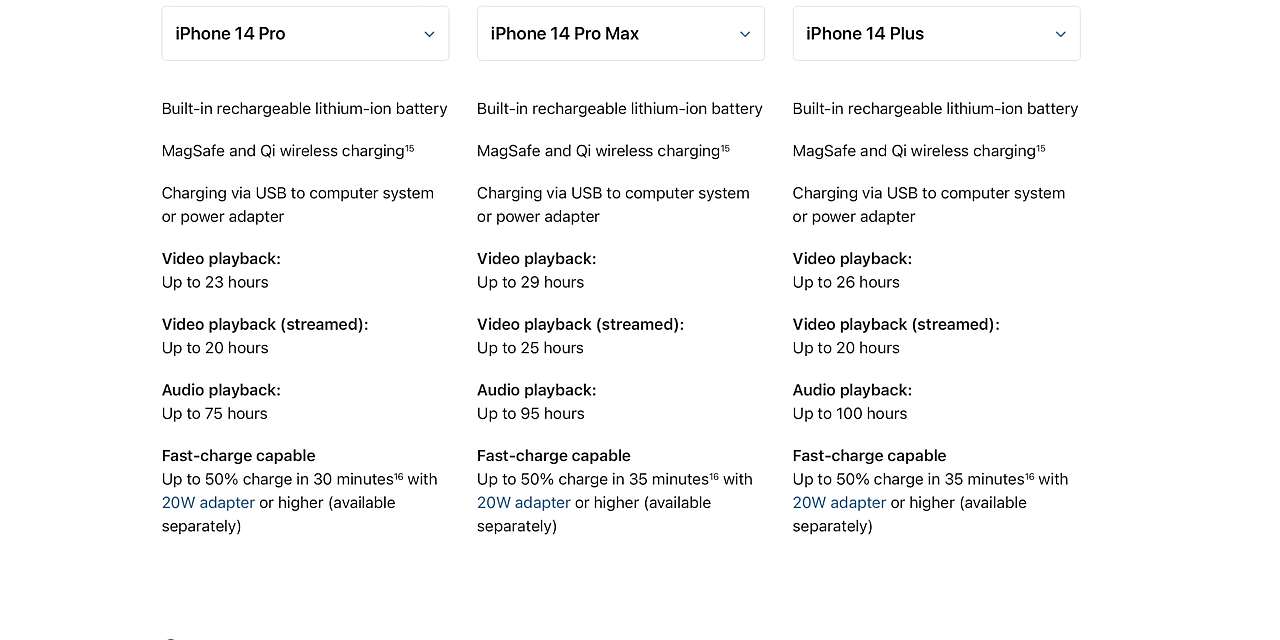 iPhone 14 Pro
Built-in rechargeable lithium-ion battery
MagSafe and Qi wireless charging¹⁵
Charging via USB to computer system
or power adapter
Video playback:
Up to 23 hours
Video playback (streamed):
Up to 20 hours
Audio playback:
Up to 75 hours
Fast-charge capable
Up to 50% charge in 30 minutes¹⁶ with
20W adapter or higher (available
separately)
iPhone 14 Pro Max
Built-in rechargeable lithium-ion battery
MagSafe and Qi wireless charging¹⁵
Charging via USB to computer system
or power adapter
Video playback:
Up to 29 hours
Video playback (streamed):
Up to 25 hours
Audio playback:
Up to 95 hours
Fast-charge capable
Up to 50% charge in 35 minutes¹⁶ with
20W adapter or higher (available
separately)
iPhone 14 Plus
Built-in rechargeable lithium-ion battery
MagSafe and Qi wireless charging¹⁵
Charging via USB to computer system
or power adapter
Video playback:
Up to 26 hours
Video playback (streamed):
Up to 20 hours
Audio playback:
Up to 100 hours
Fast-charge capable
Up to 50% charge in 35 minutes¹⁶ with
20W adapter or higher (available
separately)